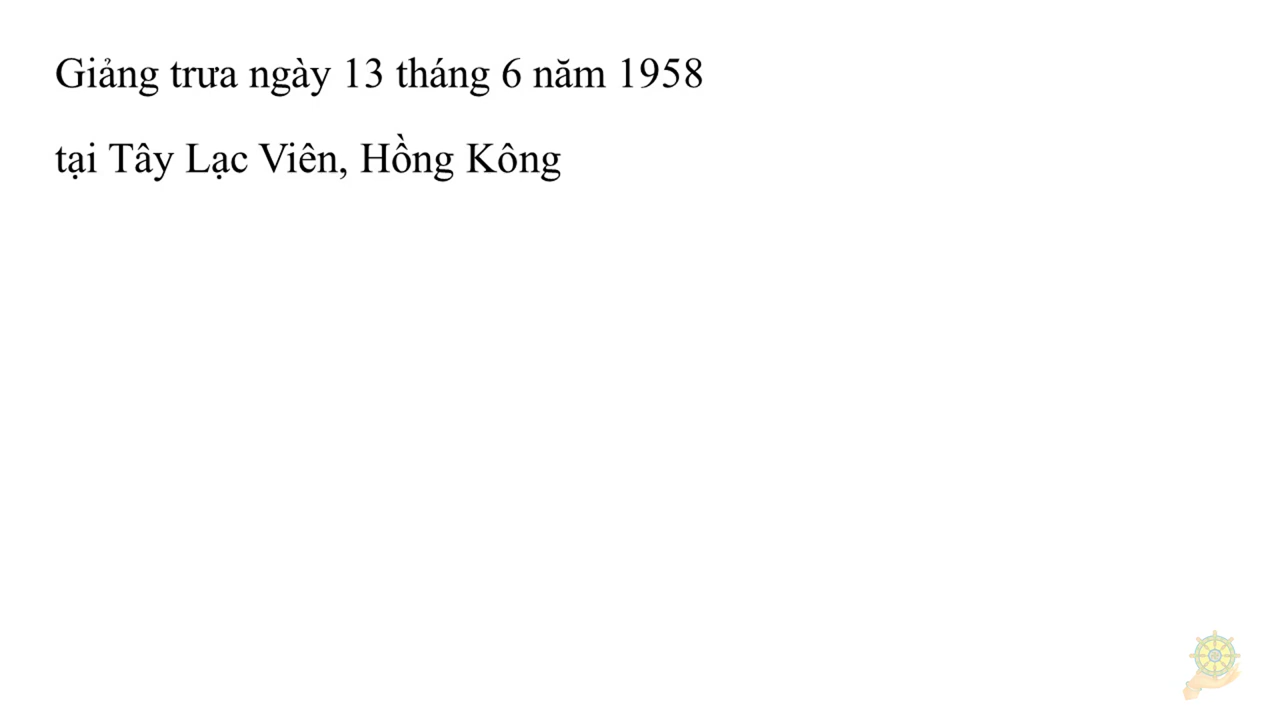 Giảng trưa ngày 13 tháng 6 năm 1958
tại Tây Lạc Viên, Hồng Kông